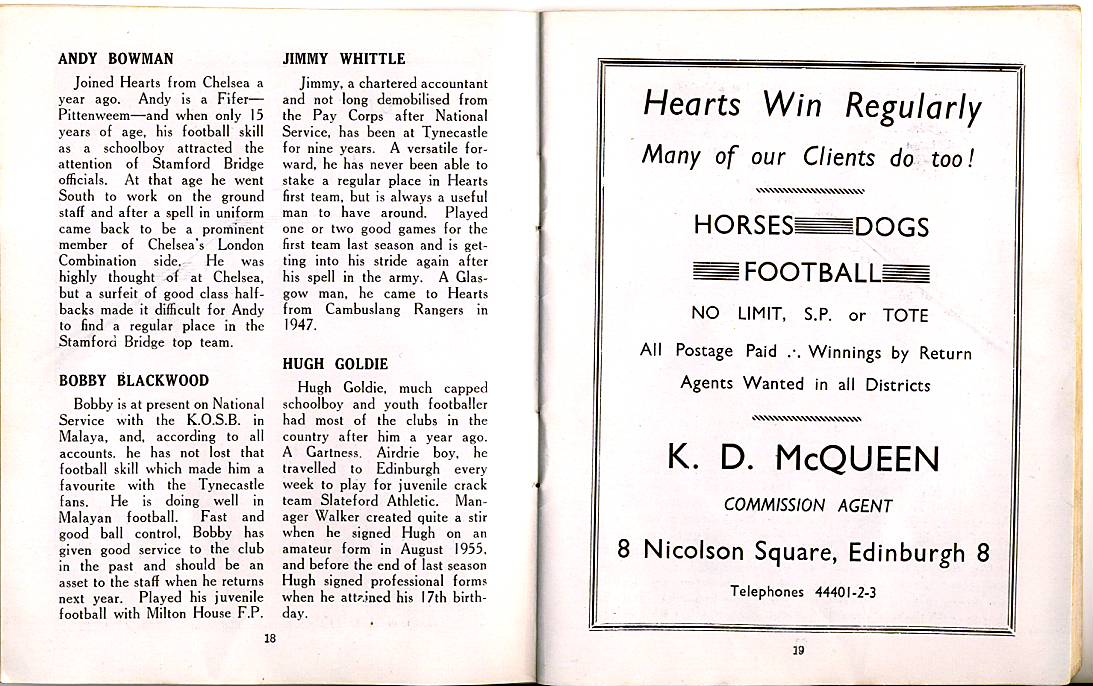 ANDY BOWMAN
Joined Hearts from Chelsea a
year ago. Andy is a Fifer—
Pittenweem—and when only 15
years of age, his football skill
as a schoolboy attracted the
attention of Stamford Bridge
officials. At that age he went
South to work on the ground
staff and after a spell in uniform
came back to be a prominent
member of Chelsea's London
Combination side. He was
highly thought of at Chelsea,
but a surfeit of good class half-
backs made it difficult for Andy
to find a regular place in the
Stamford Bridge top team.
BOBBY BLACKWOOD
Bobby is at present on National
Service with the K.O.S.B. in
Malaya, and, according to all
accounts. he has not lost that
football skill which made him a
favourite with the Tynecastle
fans. He is doing well in
Malayan football. Fast and
good ball control, Bobby has
given good service to the club
in the past and should be an
asset to the staff when he returns
next year. Played his juvenile
football with Milton House F.P.
JIMMY WHITTLE
Jimmy, a chartered accountant
and not long demobilised from
the Pay Corps after National
Service, has been at Tynecastle
for nine years. A versatile for-
ward, he has never been able to
stake a regular place in Hearts
first team, but is always a useful
man to have around. Played
one or two good games for the
first team last season and is get-
ting into his stride again after
his spell in the army. A Glas-
gow man, he came to Hearts
from Cambuslang Rangers in
1947.
HUGH GOLDIE
Hugh Goldie, much capped
schoolboy and youth footballer
had most of the clubs in the
country after him a year ago.
A Gartness, Airdrie boy, he
travelled to Edinburgh every
week to play for juvenile crack
team Slateford Athletic. Man-
ager Walker created quite a stir
when he signed Hugh on an
amateur form in August 1955,
and before the end of last season
Hugh signed professional forms
when he attained his 17th birth-
day.
18
Hearts Win Regularly
Many of our Clients do too!
HORSES DOGS
FOOTBALL
NO LIMIT, S.P. or TOTE
All Postage Paid ∴ Winnings by Return
Agents Wanted in all Districts
K. D. McQUEEN
COMMISSION AGENT
8 Nicolson Square, Edinburgh 8
Telephones 44401-2-3
19